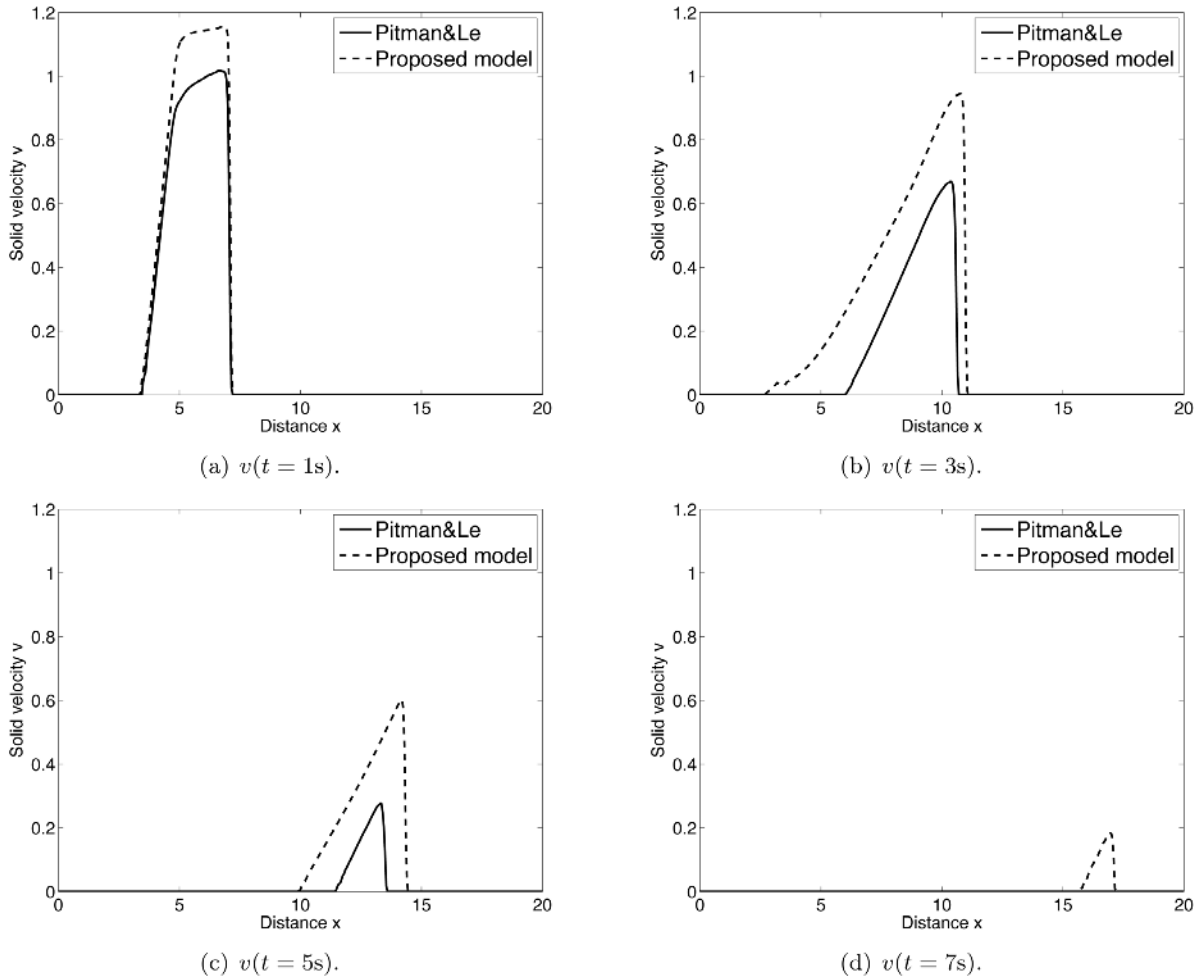 1.2
1
0.8
0.6
0.4
0.2
0
Solid velocity v
Pitman&Le
Proposed model
0 5 10 15 20
Distance x
(a) v(t = 1s).
1.2
1
0.8
0.6
0.4
0.2
0
Solid velocity v
Pitman&Le
Proposed model
0 5 10 15 20
Distance x
(b) v(t = 3s).
1.2
1
0.8
0.6
0.4
0.2
0
Solid velocity v
Pitman&Le
Proposed model
0 5 10 15 20
Distance x
(c) v(t = 5s).
1.2
1
0.8
0.6
0.4
0.2
0
Solid velocity v
Pitman&Le
Proposed model
0 5 10 15 20
Distance x
(d) v(t = 7s).